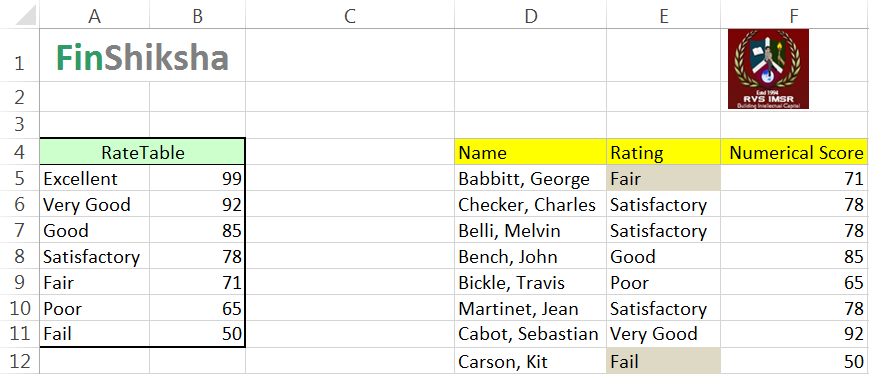 A B C D E F
1 FinShiksha Estd 1994 RVS IMSR Building Intellectual Capital
2
3
4 RateTable Name Rating Numerical Score
5 Excellent 99 Babbitt, George Fair 71
6 Very Good 92 Checker, Charles Satisfactory 78
7 Good 85 Belli, Melvin Satisfactory 78
8 Satisfactory 78 Bench, John Good 85
9 Fair 71 Bickle, Travis Poor 65
10 Poor 65 Martinet, Jean Satisfactory 78
11 Fail 50 Cabot, Sebastian Very Good 92
12 Carson, Kit Fail 50